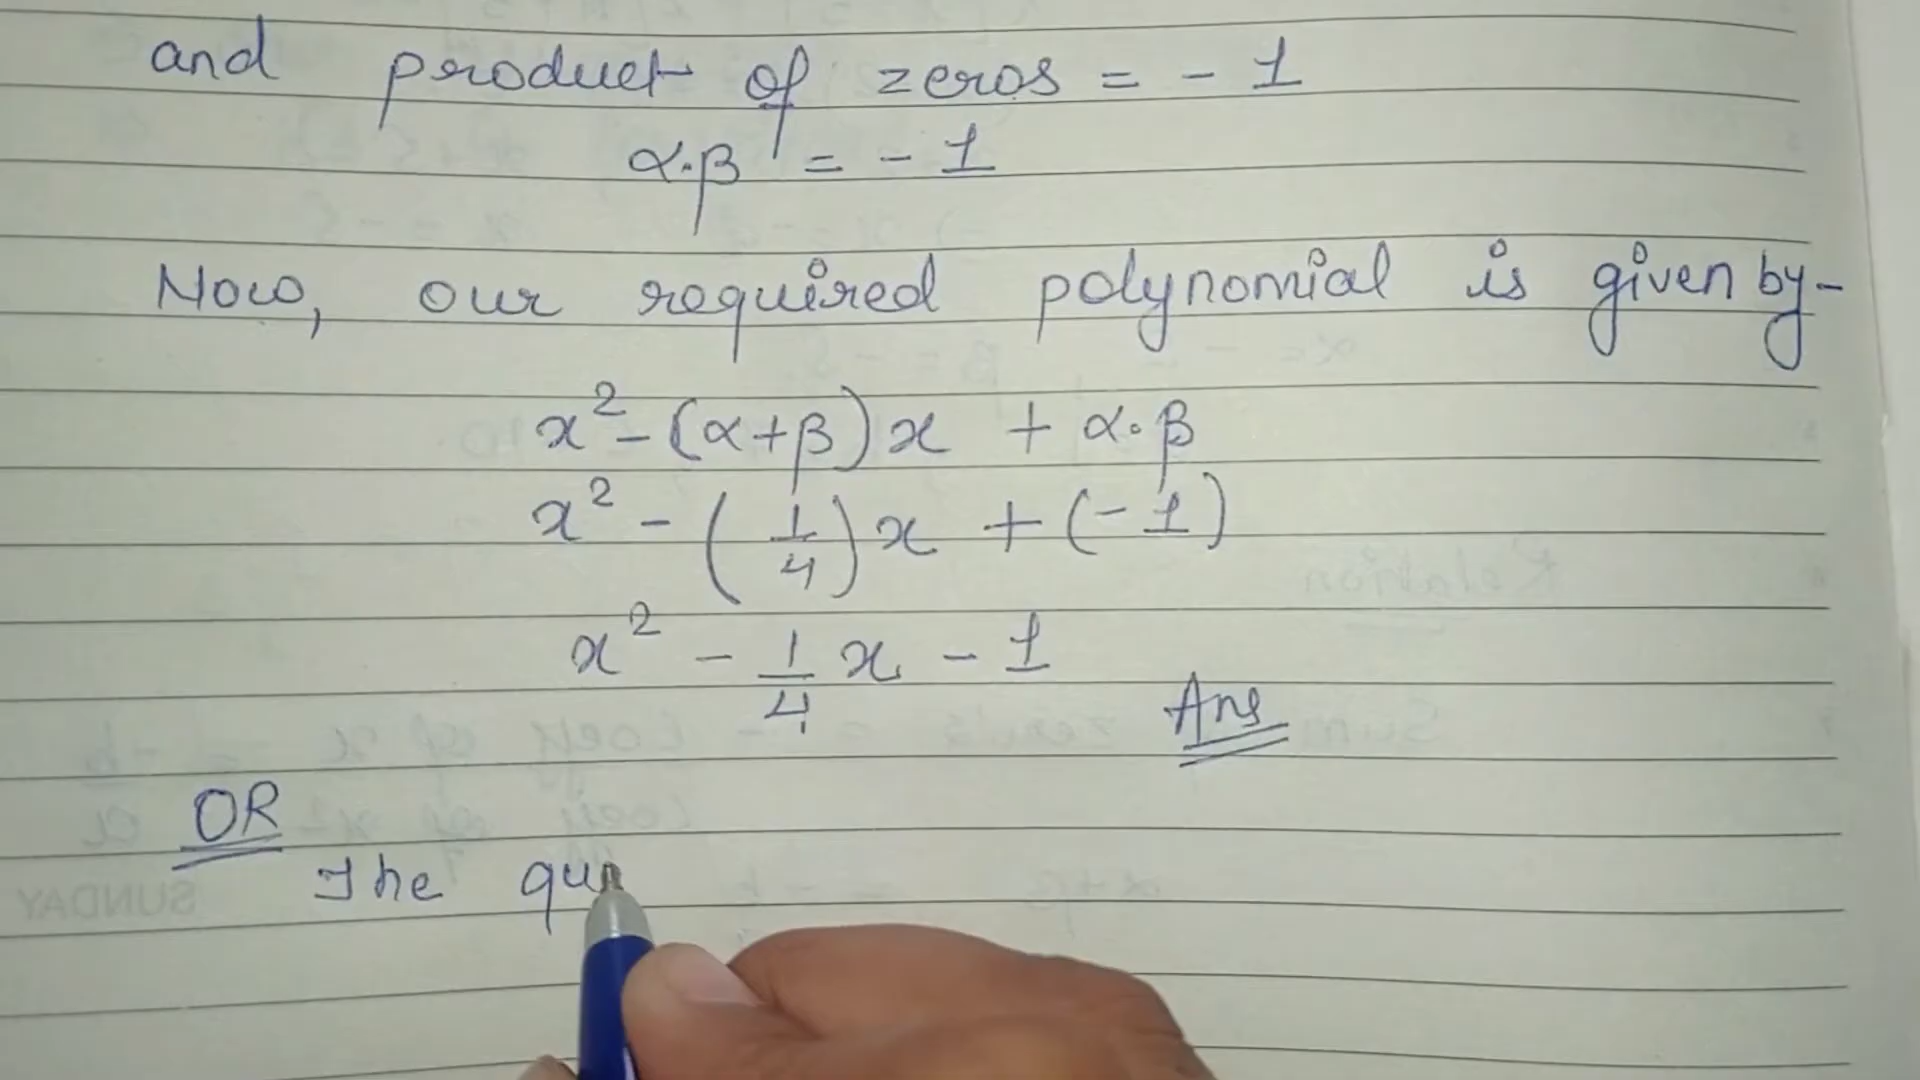 and product of zeros = - 1
α.β = - 1
Now, our required polynomial is given by-
x² - (α+β)x + α.β
x² - (1/4)x + (-1)
x² - 1/4 x - 1
Ans
OR
The qu